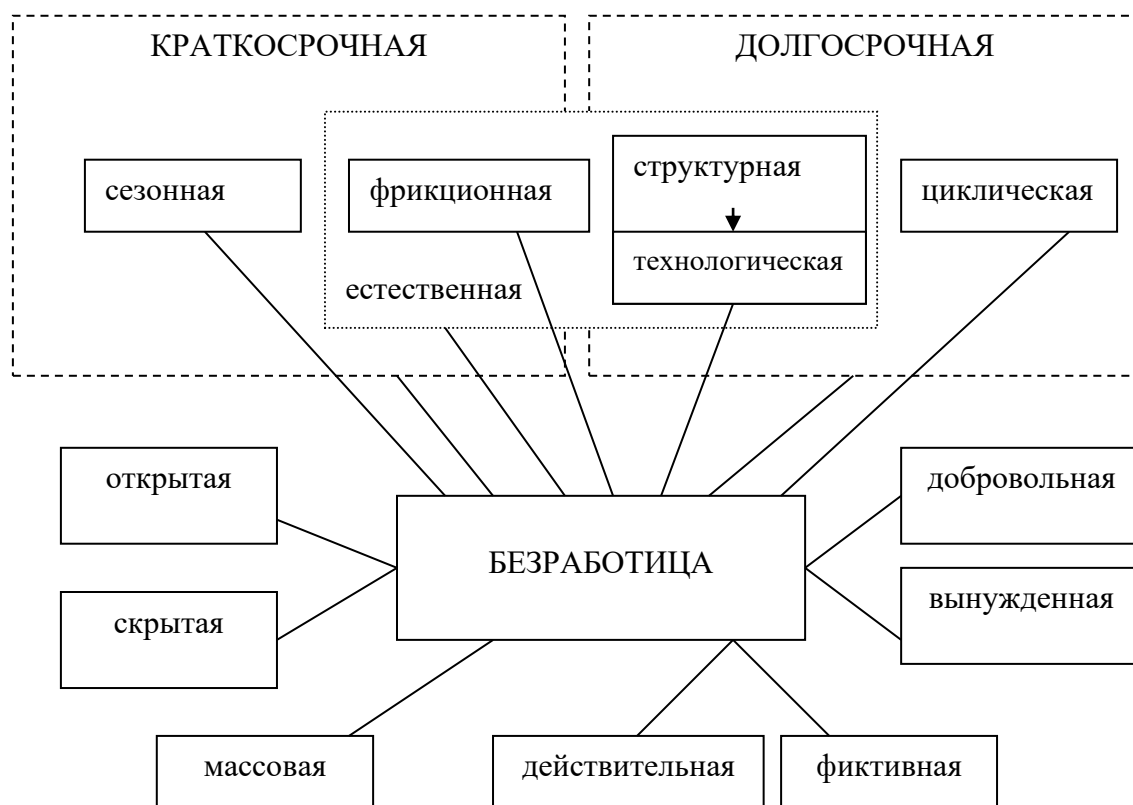 КРАТКОСРОЧНАЯ
ДОЛГОСРОЧНАЯ
сезонная
фрикционная
структурная
циклическая
технологическая
естественная
открытая
добровольная
БЕЗРАБОТИЦА
скрытая
вынужденная
массовая
действительная
фиктивная